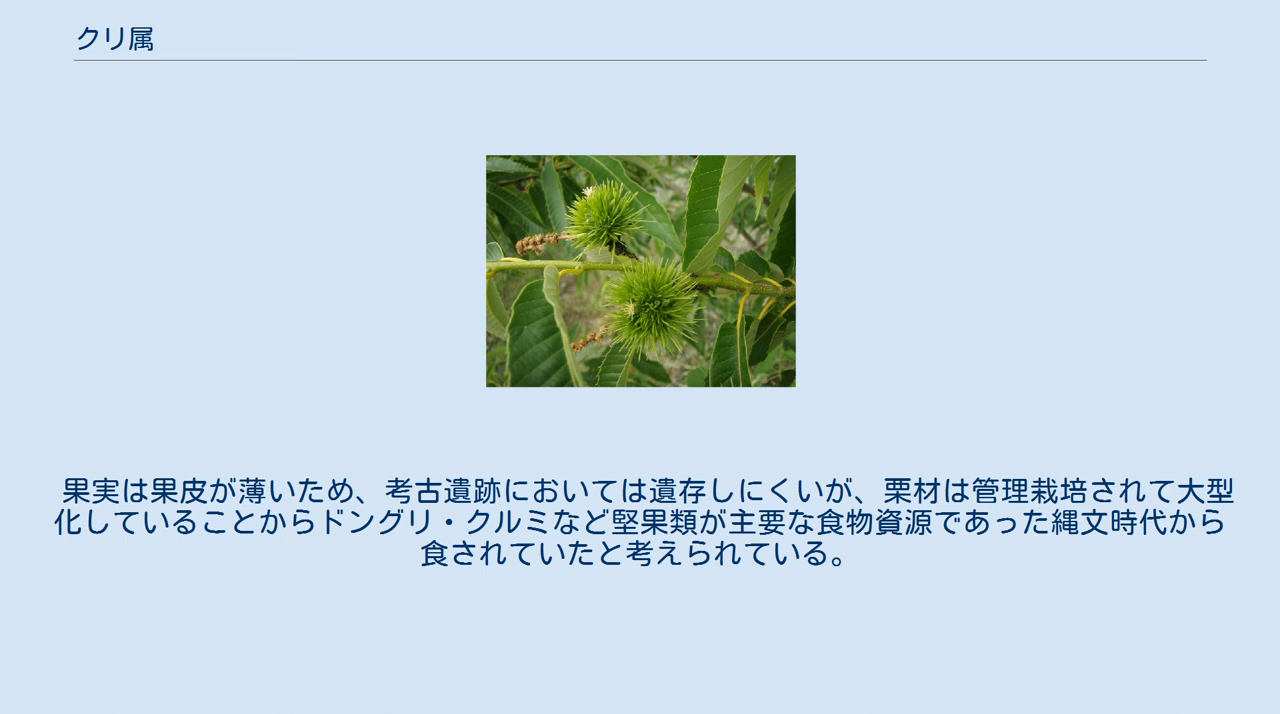 クリ属
果実は果皮が薄いため、考古遺跡においては遺存しにくいが、栗材は管理栽培されて大型
化していることからドングリ・クルミなど堅果類が主要な食物資源であった縄文時代から
食されていたと考えられている。